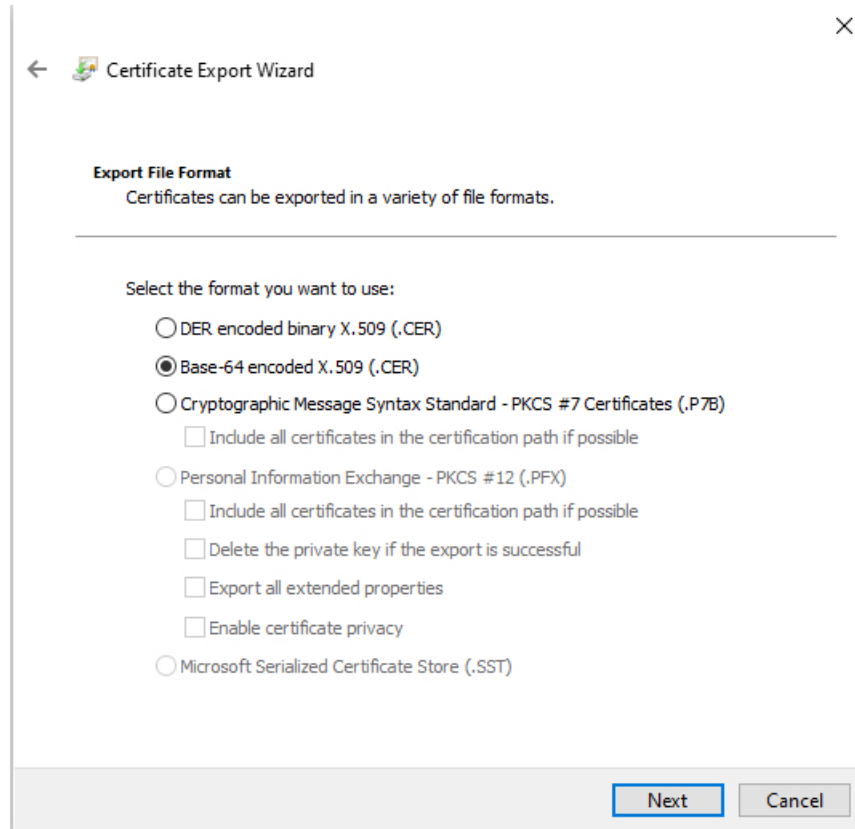 Certificate Export Wizard
Export File Format
Certificates can be exported in a variety of file formats.
Select the format you want to use:
DER encoded binary X.509 (.CER)
Base-64 encoded X.509 (.CER)
Cryptographic Message Syntax Standard - PKCS #7 Certificates (.P7B)
Include all certificates in the certification path if possible
Personal Information Exchange - PKCS #12 (.PFX)
Include all certificates in the certification path if possible
Delete the private key if the export is successful
Export all extended properties
Enable certificate privacy
Microsoft Serialized Certificate Store (.SST)
Next Cancel